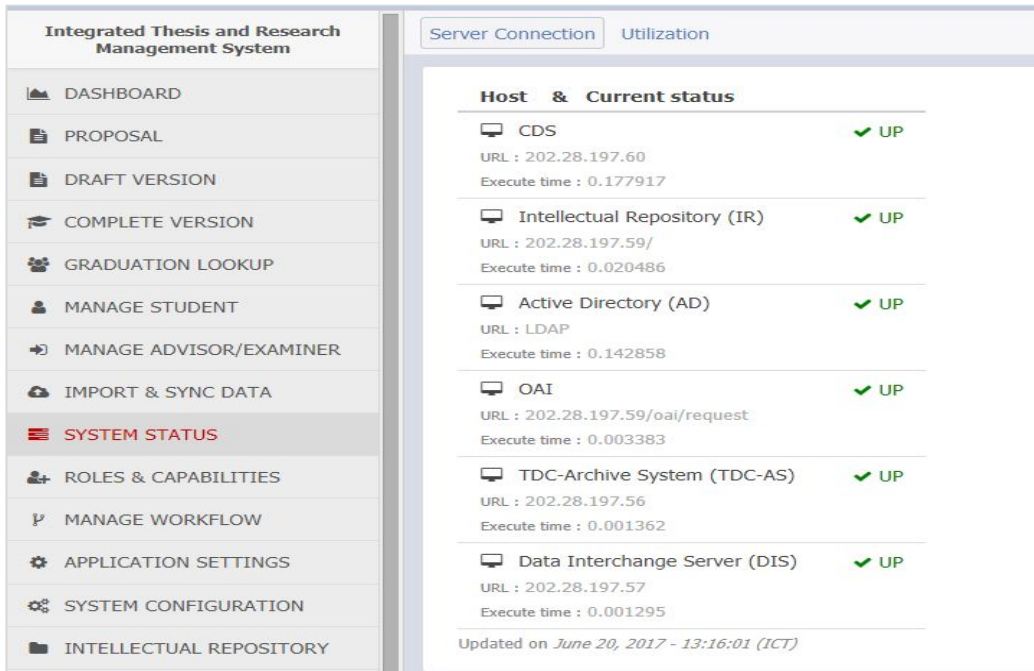 Integrated Thesis and Research
Management System
DASHBOARD
PROPOSAL
DRAFT VERSION
COMPLETE VERSION
GRADUATION LOOKUP
MANAGE STUDENT
MANAGE ADVISOR/EXAMINER
IMPORT & SYNC DATA
SYSTEM STATUS
ROLES & CAPABILITIES
MANAGE WORKFLOW
APPLICATION SETTINGS
SYSTEM CONFIGURATION
INTELLECTUAL REPOSITORY
Server Connection Utilization
Host & Current status
CDS UP
URL : 202.28.197.60
Execute time : 0.177917
Intellectual Repository (IR) UP
URL : 202.28.197.59/
Execute time : 0.020486
Active Directory (AD) UP
URL : LDAP
Execute time : 0.142858
OAI UP
URL : 202.28.197.59/oai/request
Execute time : 0.003383
TDC-Archive System (TDC-AS) UP
URL : 202.28.197.56
Execute time : 0.001362
Data Interchange Server (DIS) UP
URL : 202.28.197.57
Execute time : 0.001295
Updated on June 20, 2017 - 13:16:01 (ICT)